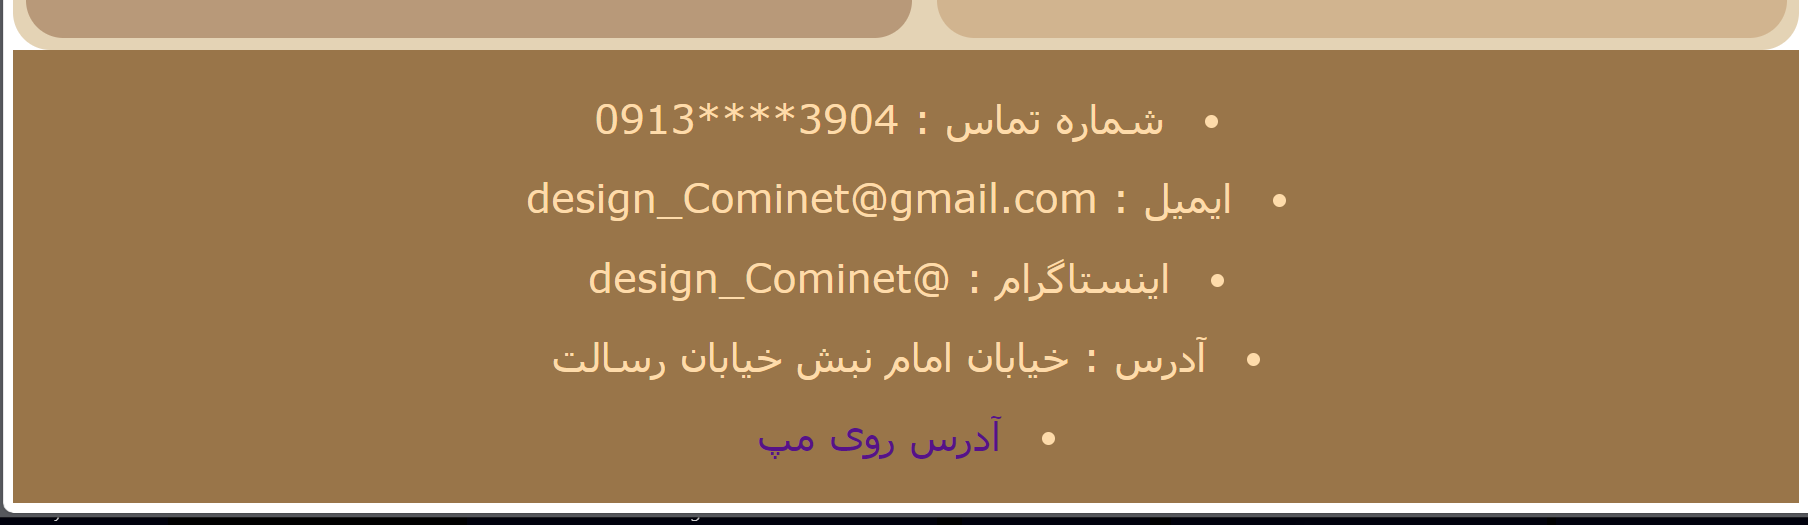 • شماره تماس : 0913****3904
• ایمیل : design_Cominet@gmail.com
• اینستاگرام : @design_Cominet
• آدرس : خیابان امام نبش خیابان رسالت
• آدرس روی مپ